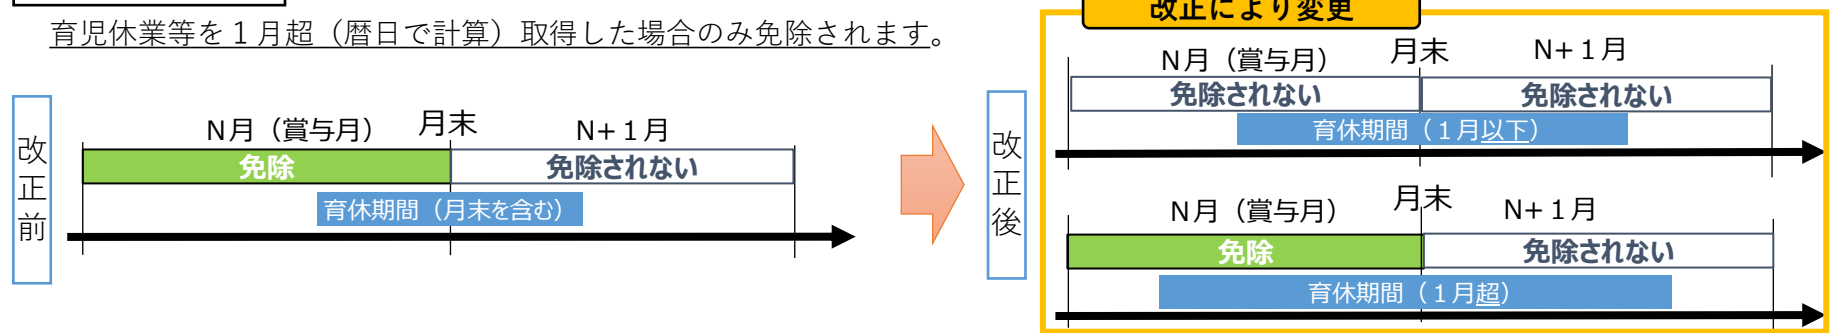 育児休業等を１月超（暦日で計算）取得した場合のみ免除されます。
改正前
N月（賞与月）
月末
N+１月
免除
免除されない
育休期間（月末を含む）
改正により変更
改正後
N月（賞与月）
月末
N+１月
免除されない
免除されない
育休期間（１月以下）
N月（賞与月）
月末
N+１月
免除
免除されない
育休期間（１月超）